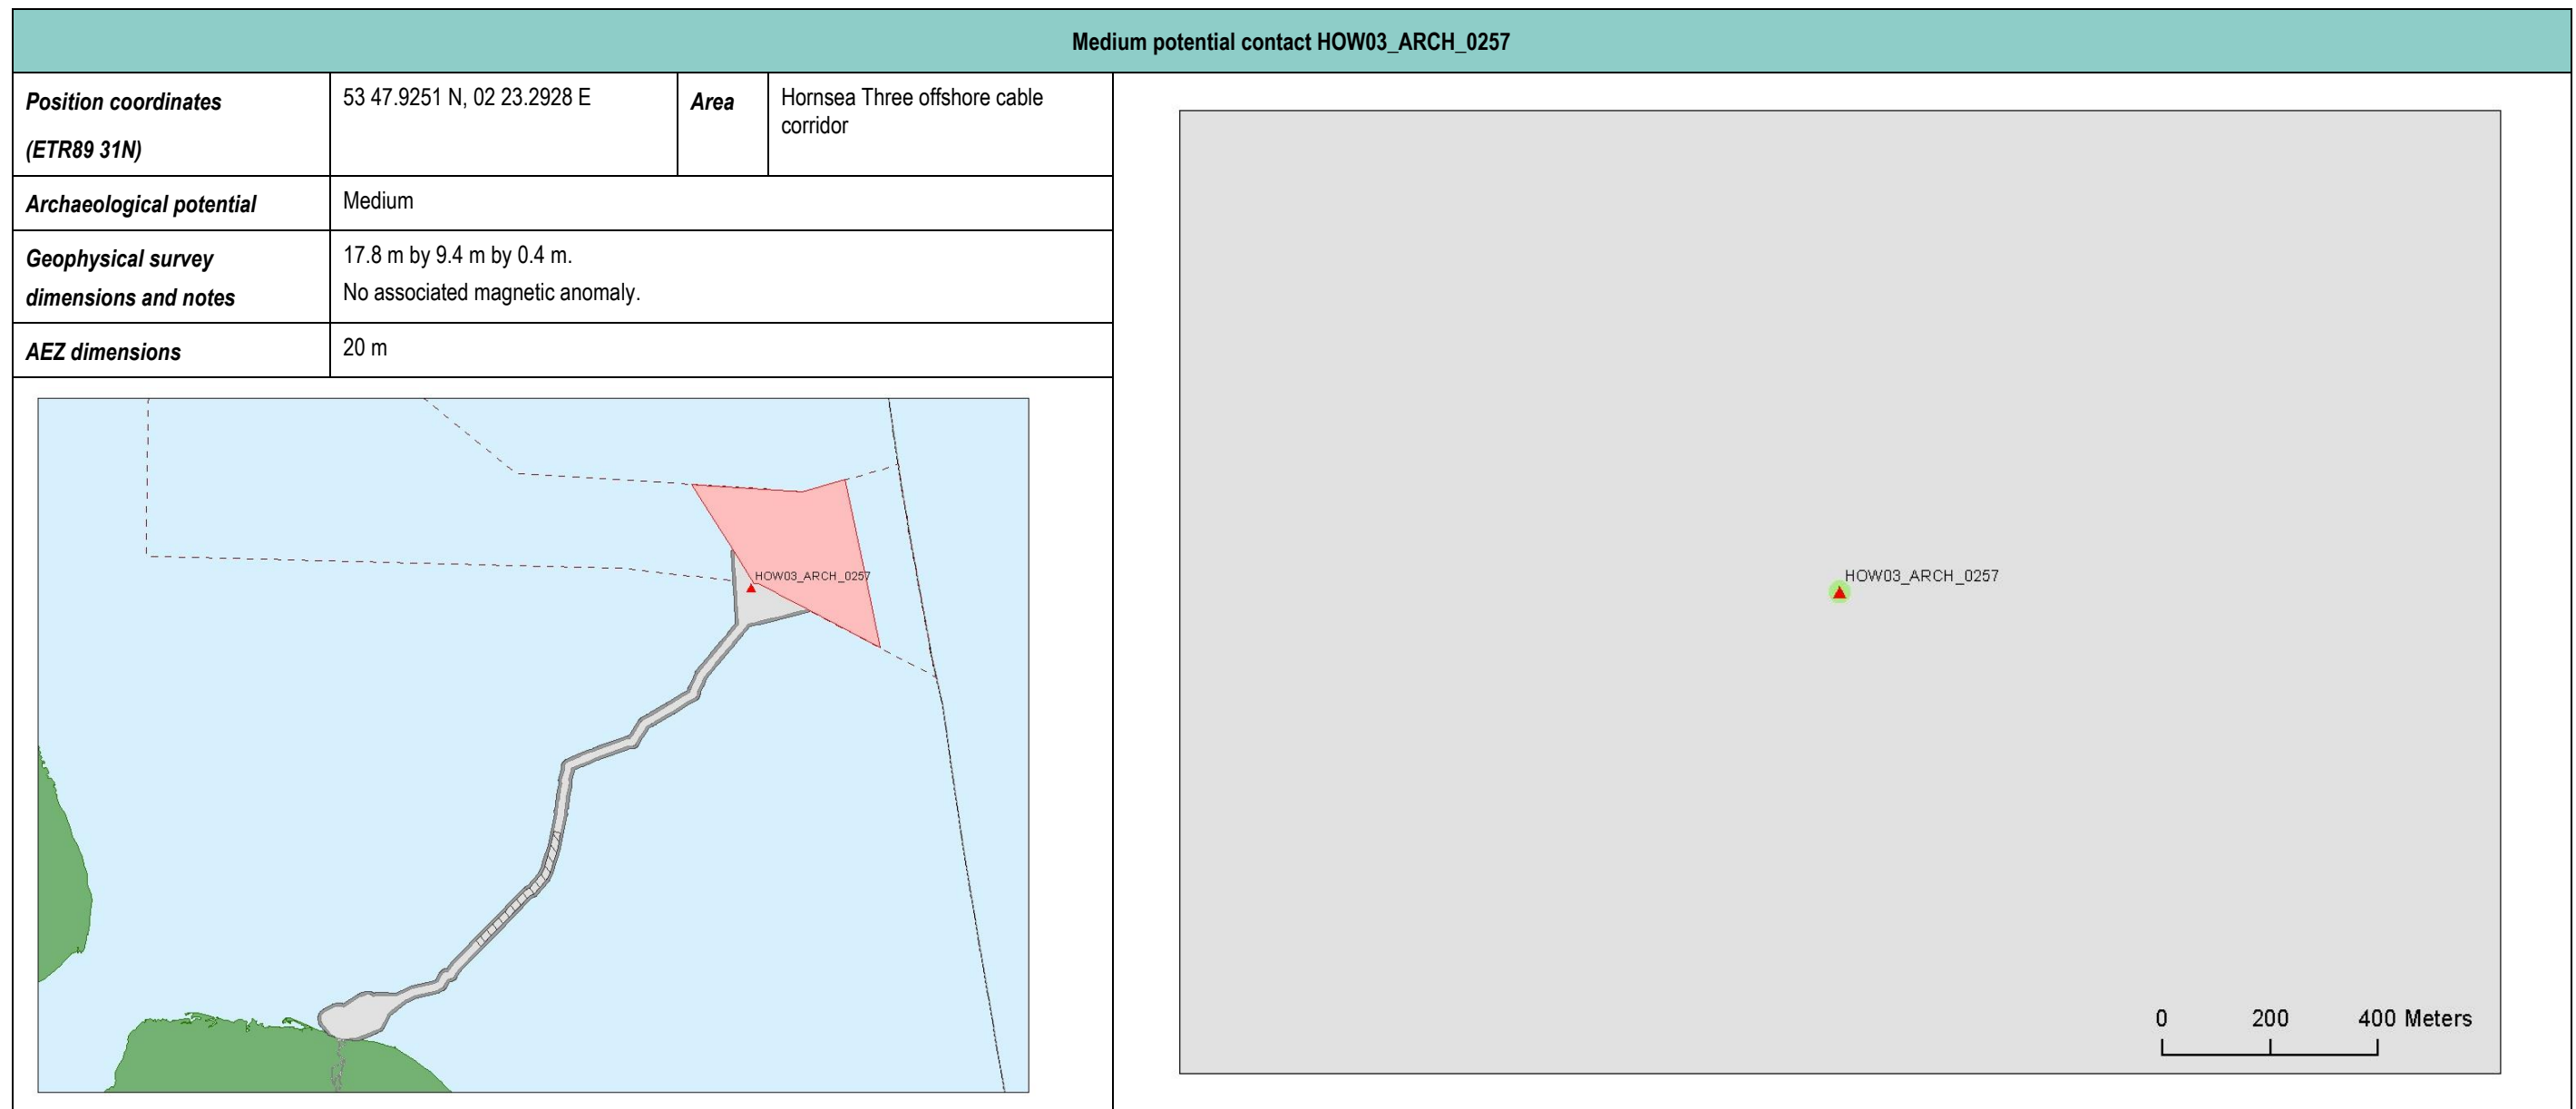 Medium potential contact HOW03_ARCH_0257
Position coordinates
(ETR89 31N)
53 47.9251 N, 02 23.2928 E
Area
Hornsea Three offshore cable
corridor
Archaeological potential
Medium
Geophysical survey
dimensions and notes
17.8 m by 9.4 m by 0.4 m.
No associated magnetic anomaly.
AEZ dimensions
20 m
HOW03_ARCH_0257
HOW03_ARCH_0257
0 200 400 Meters